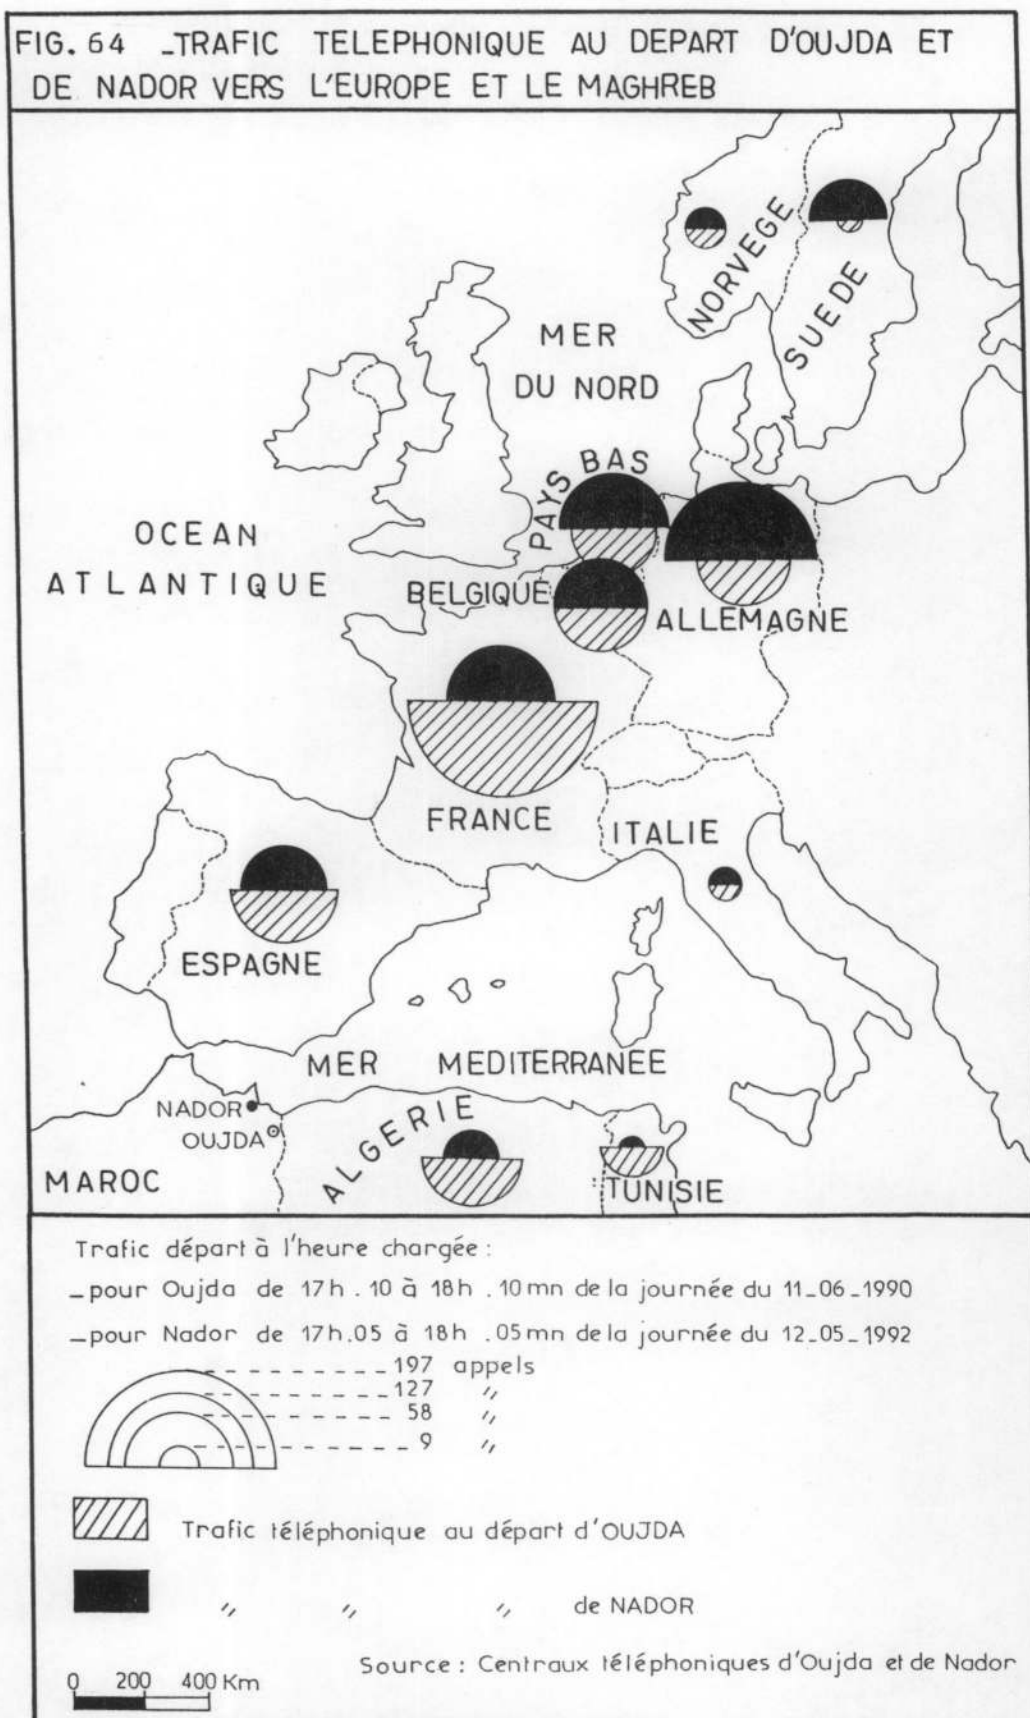 FIG. 64 _TRAFIC TELEPHONIQUE AU DEPART D'OUJDA ET
DE NADOR VERS L'EUROPE ET LE MAGHREB
NORVEGE
SUEDE
MER
DU NORD
PAYS BAS
OCEAN
ATLANTIQUE
BELGIQUE
ALLEMAGNE
FRANCE
ITALIE
ESPAGNE
MER MEDITERRANEE
NADOR
OUJDA
ALGERIE
MAROC
TUNISIE
Trafic départ à l'heure chargée :
_pour Oujda de 17h . 10 à 18h . 10mn de la journée du 11_06_1990
_pour Nador de 17h.05 à 18h .05mn de la journée du 12_05_1992
197 appels
127 〃
58 〃
9 〃
Trafic téléphonique au départ d'OUJDA
〃 〃 〃 de NADOR
Source : Centraux téléphoniques d'Oujda et de Nador
0 200 400 Km